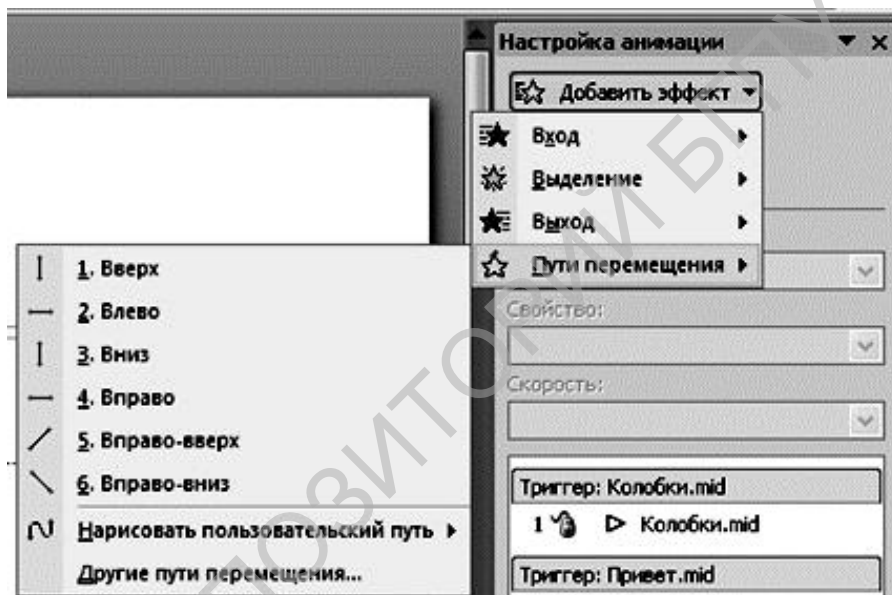 Настройка анимации
Добавить эффект
Вход
Выделение
Выход
Пути перемещения
1. Вверх
2. Влево
3. Вниз
4. Вправо
5. Вправо-вверх
6. Вправо-вниз
Нарисовать пользовательский путь
Другие пути перемещения...
Свойство:
Скорость:
Триггер: Колобки.mid
1 Колобки.mid
Триггер: Привет.mid